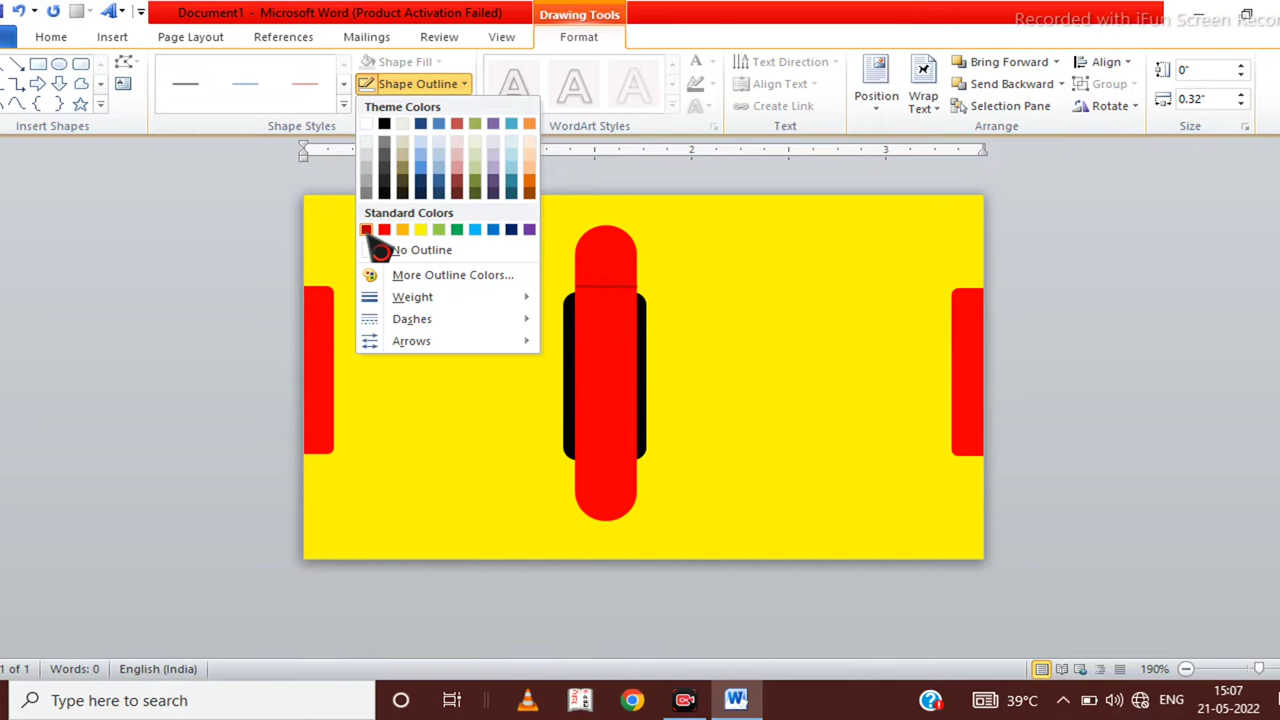 Document1 - Microsoft Word (Product Activation Failed)
Drawing Tools
Recorded with iFun Screen Recor
Home
Insert
Page Layout
References
Mailings
Review
View
Format
Shape Fill
Shape Outline
Text Direction
Align Text
Create Link
Position
Wrap
Text
Bring Forward
Send Backward
Selection Pane
Align
Group
Rotate
0"
0.32"
Insert Shapes
Shape Styles
WordArt Styles
Text
Arrange
Size
Theme Colors
Standard Colors
No Outline
More Outline Colors...
Weight
Dashes
Arrows
2
3
1 of 1
Words: 0
English (India)
190%
Type here to search
39°C
ENG
15:07
21-05-2022